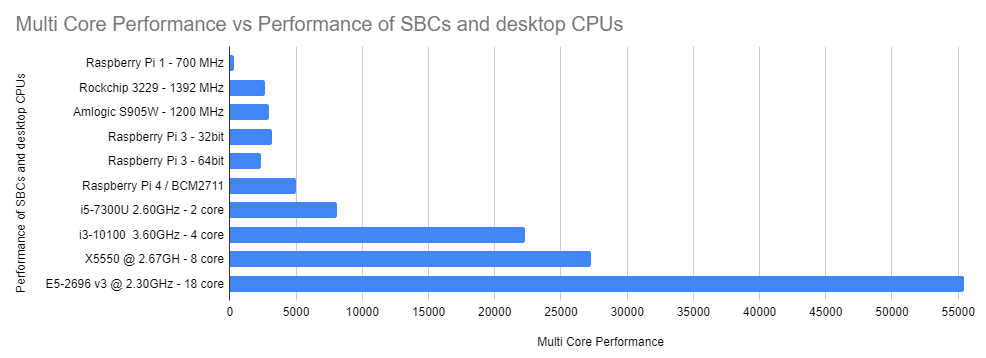 Multi Core Performance vs Performance of SBCs and desktop CPUs
Performance of SBCs and desktop CPUs
Raspberry Pi 1 - 700 MHz
Rockchip 3229 - 1392 MHz
Amlogic S905W - 1200 MHz
Raspberry Pi 3 - 32bit
Raspberry Pi 3 - 64bit
Raspberry Pi 4 / BCM2711
i5-7300U 2.60GHz - 2 core
i3-10100  3.60GHz - 4 core
X5550 @ 2.67GH - 8 core
E5-2696 v3 @ 2.30GHz - 18 core
0 5000 10000 15000 20000 25000 30000 35000 40000 45000 50000 55000
Multi Core Performance